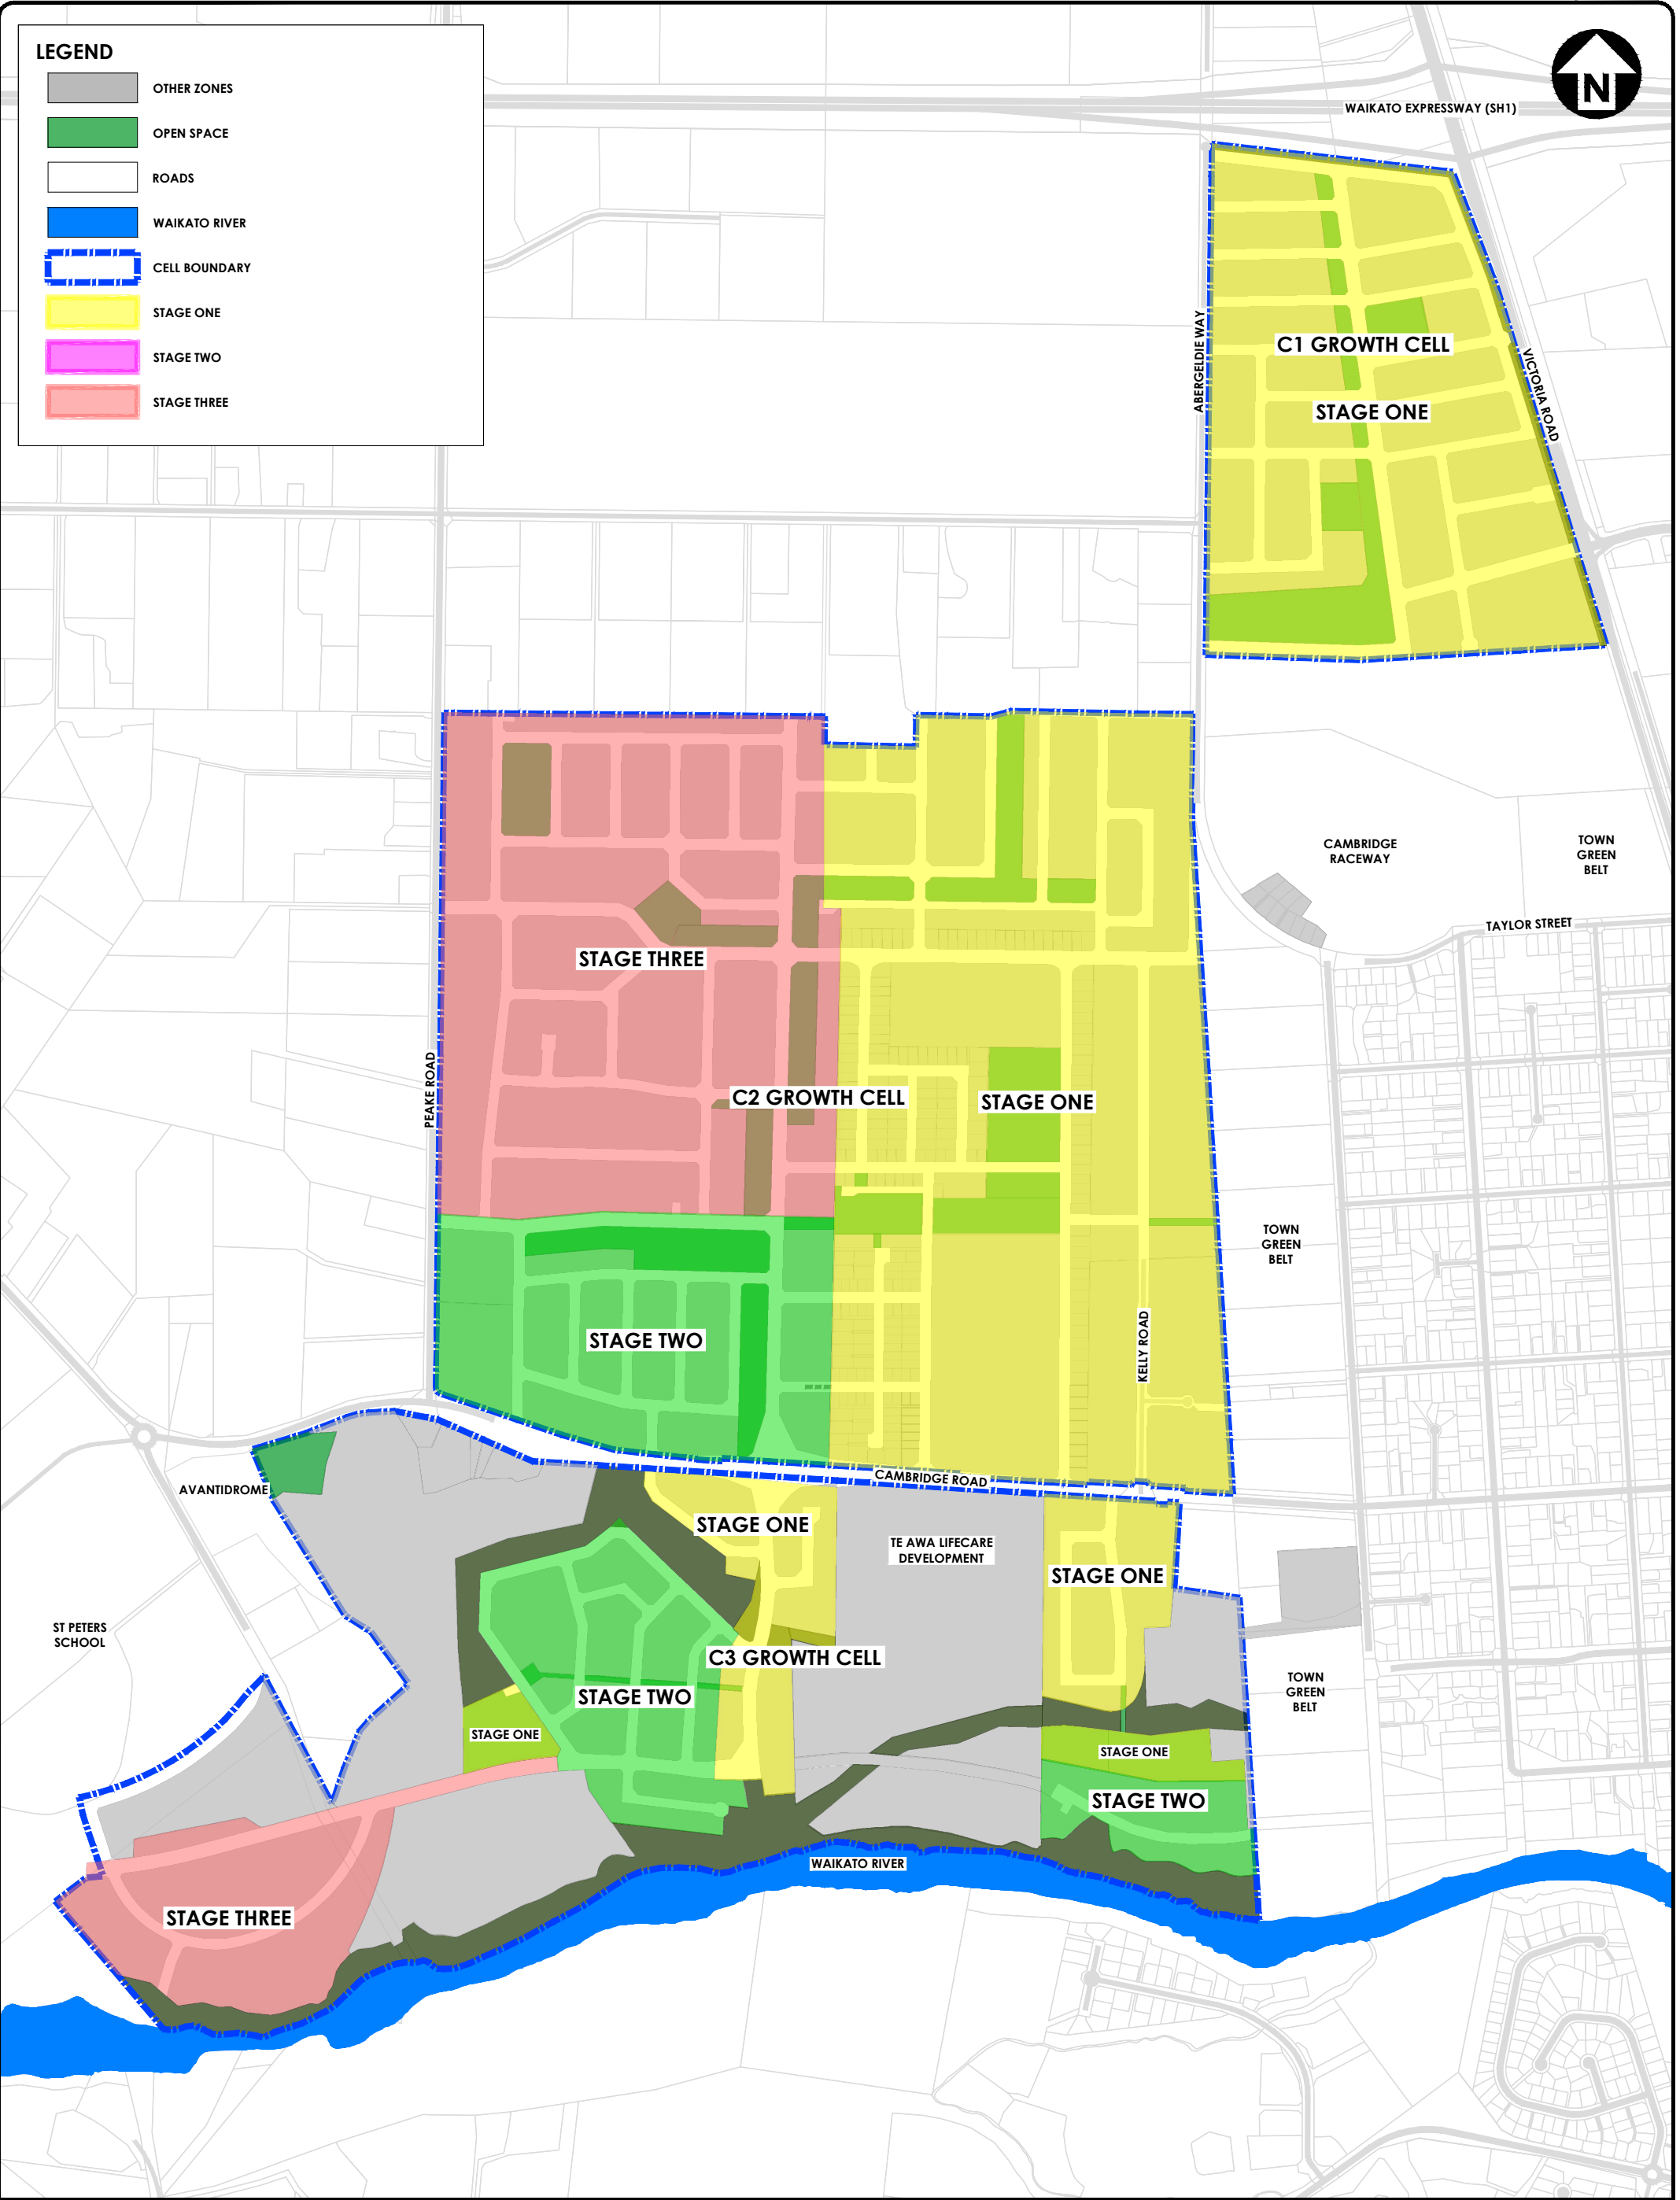 LEGEND
OTHER ZONES
OPEN SPACE
ROADS
WAIKATO RIVER
CELL BOUNDARY
STAGE ONE
STAGE TWO
STAGE THREE
N
WAIKATO EXPRESSWAY (SH1)
ABERGELDIE WAY
C1 GROWTH CELL
VICTORIA ROAD
STAGE ONE
CAMBRIDGE
RACEWAY
TOWN
GREEN
BELT
TAYLOR STREET
STAGE THREE
PEAKE ROAD
C2 GROWTH CELL
STAGE ONE
TOWN
GREEN
BELT
STAGE TWO
KELLY ROAD
CAMBRIDGE ROAD
AVANTIDROME
STAGE ONE
TE AWA LIFECARE
DEVELOPMENT
STAGE ONE
ST PETERS
SCHOOL
C3 GROWTH CELL
STAGE TWO
TOWN
GREEN
BELT
STAGE ONE
STAGE ONE
STAGE TWO
WAIKATO RIVER
STAGE THREE